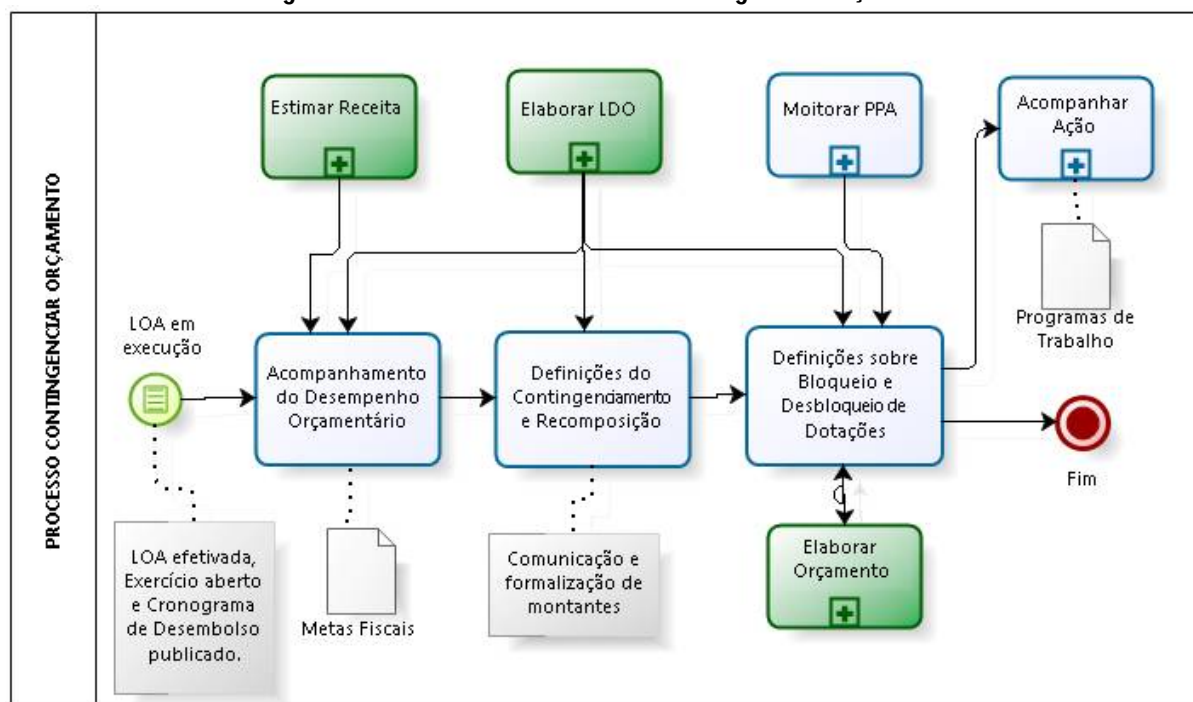 PROCESSO CONTINGENCIAR ORÇAMENTO
Estimar Receita
Elaborar LDO
Moitorar PPA
Acompanhar
Ação
Programas de
Trabalho
LOA em
execução
Acompanhamento
do Desempenho
Orçamentário
Definições do
Contingenciamento
e Recomposição
Definições sobre
Bloqueio e
Desbloqueio de
Dotações
Fim
LOA efetivada,
Exercício aberto
e Cronograma
de Desembolso
publicado.
Metas Fiscais
Comunicação e
formalização de
montantes
Elaborar
Orçamento